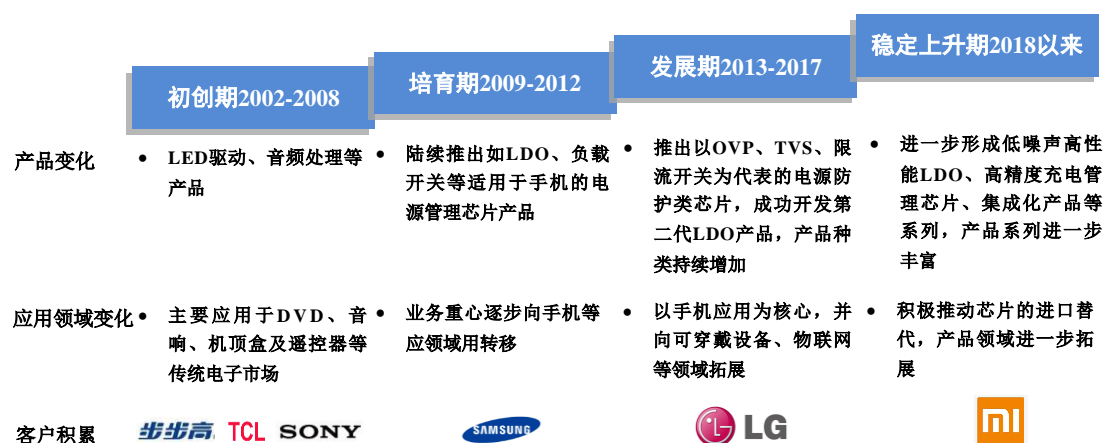 初创期2002-2008
培育期2009-2012
发展期2013-2017
稳定上升期2018以来
产品变化
• LED驱动、音频处理等
产品
• 陆续推出如LDO、负载
开关等适用于手机的电
源管理芯片产品
• 推出以OVP、TVS、限
流开关为代表的电源防
护类芯片，成功开发第
二代LDO产品，产品种
类持续增加
• 进一步形成低噪声高性
能LDO、高精度充电管
理芯片、集成化产品等
系列，产品系列进一步
丰富
应用领域变化
• 主要应用于DVD、音
响、机顶盒及遥控器等
传统电子市场
• 业务重心逐步向手机等
应领域用转移
• 以手机应用为核心，并
向可穿戴设备、物联网
等领域拓展
• 积极推动芯片的进口替
代，产品领域进一步拓
展
客户积累
步步高 TCL SONY
SAMSUNG
LG
MI